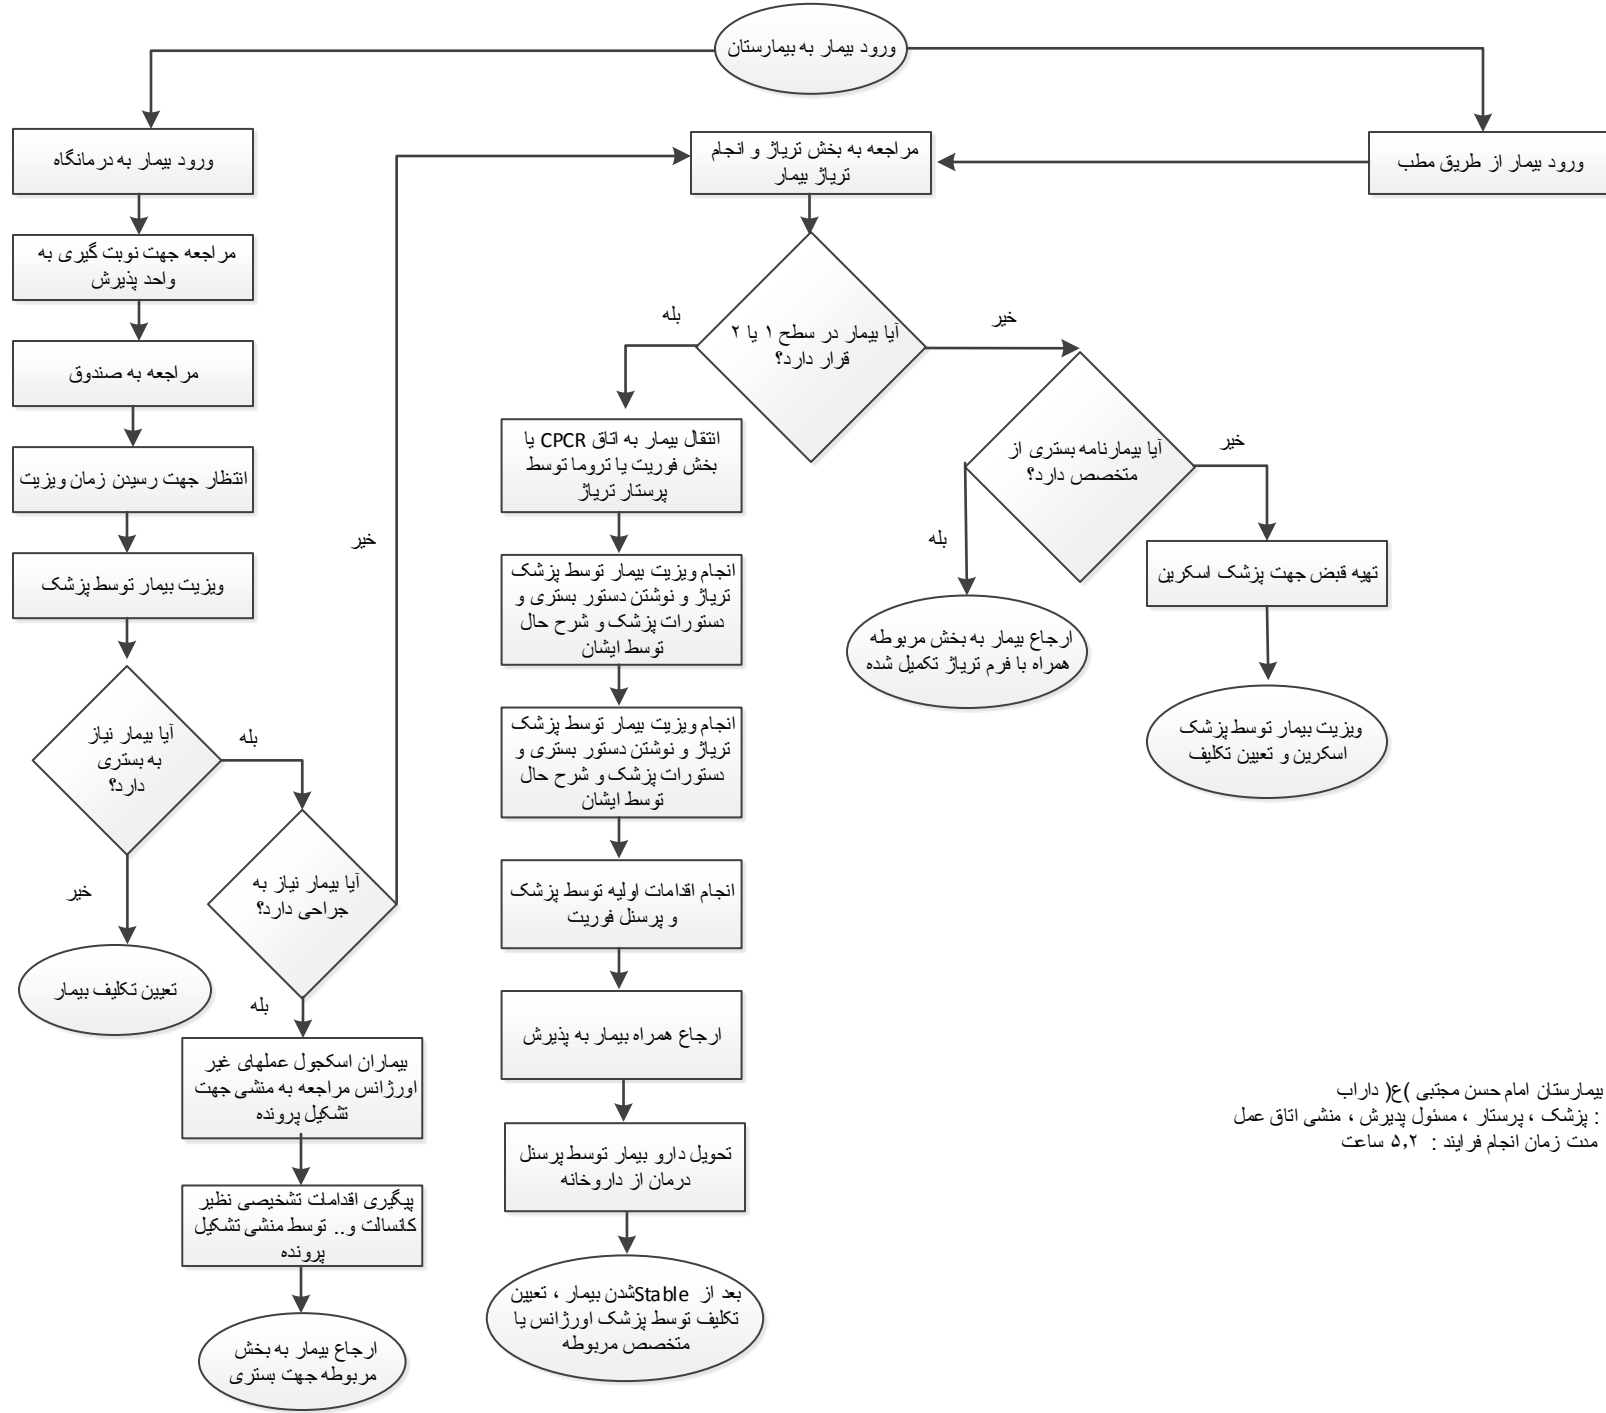 ورود بیمار به بیمارستان
ورود بیمار به درمانگاه
مراجعه جهت نوبت گیری به
واحد پذیرش
مراجعه به صندوق
انتظار جهت رسیدن زمان ویزیت
ویزیت بیمار توسط پزشک
آیا بیمار نیاز
به بستری
دارد؟
بله
خیر
تعیین تکلیف بیمار
آیا بیمار نیاز به
جراحی دارد؟
خیر
بله
بیماران اسکجول عملهای غیر
اورژانس مراجعه به منشی جهت
تشکیل پرونده
پیگیری اقدامات تشخیصی نظیر
کانسالت و.. توسط منشی تشکیل
پرونده
ارجاع بیمار به بخش
مربوطه جهت بستری
ورود بیمار از طریق مطب
مراجعه به بخش تریاژ و انجام
تریاژ بیمار
آیا بیمار در سطح ۱ یا ۲
قرار دارد؟
بله
خیر
انتقال بیمار به اتاق CPCR یا
بخش فوریت یا تروما توسط
پرستار تریاژ
انجام ویزیت بیمار توسط پزشک
تریاژ و نوشتن دستور بستری و
دستورات پزشک و شرح حال
توسط ایشان
انجام ویزیت بیمار توسط پزشک
تریاژ و نوشتن دستور بستری و
دستورات پزشک و شرح حال
توسط ایشان
انجام اقدامات اولیه توسط پزشک
و پرسنل فوریت
ارجاع همراه بیمار به پذیرش
تحویل دارو بیمار توسط پرسنل
درمان از داروخانه
بعد از Stableشدن بیمار ، تعیین
تکلیف توسط پزشک اورژانس یا
متخصص مربوطه
آیا بیمارنامه بستری از
متخصص دارد؟
بله
خیر
ارجاع بیمار به بخش مربوطه
همراه با فرم تریاژ تکمیل شده
تهیه قبض جهت پزشک اسکرین
ویزیت بیمار توسط پزشک
اسکرین و تعیین تکلیف
بیمارستان امام حسن مجتبی )ع( داراب
: پزشک ، پرستار ، مسئول پذیرش ، منشی اتاق عمل
مدت زمان انجام فرایند : ۵٫۲ ساعت